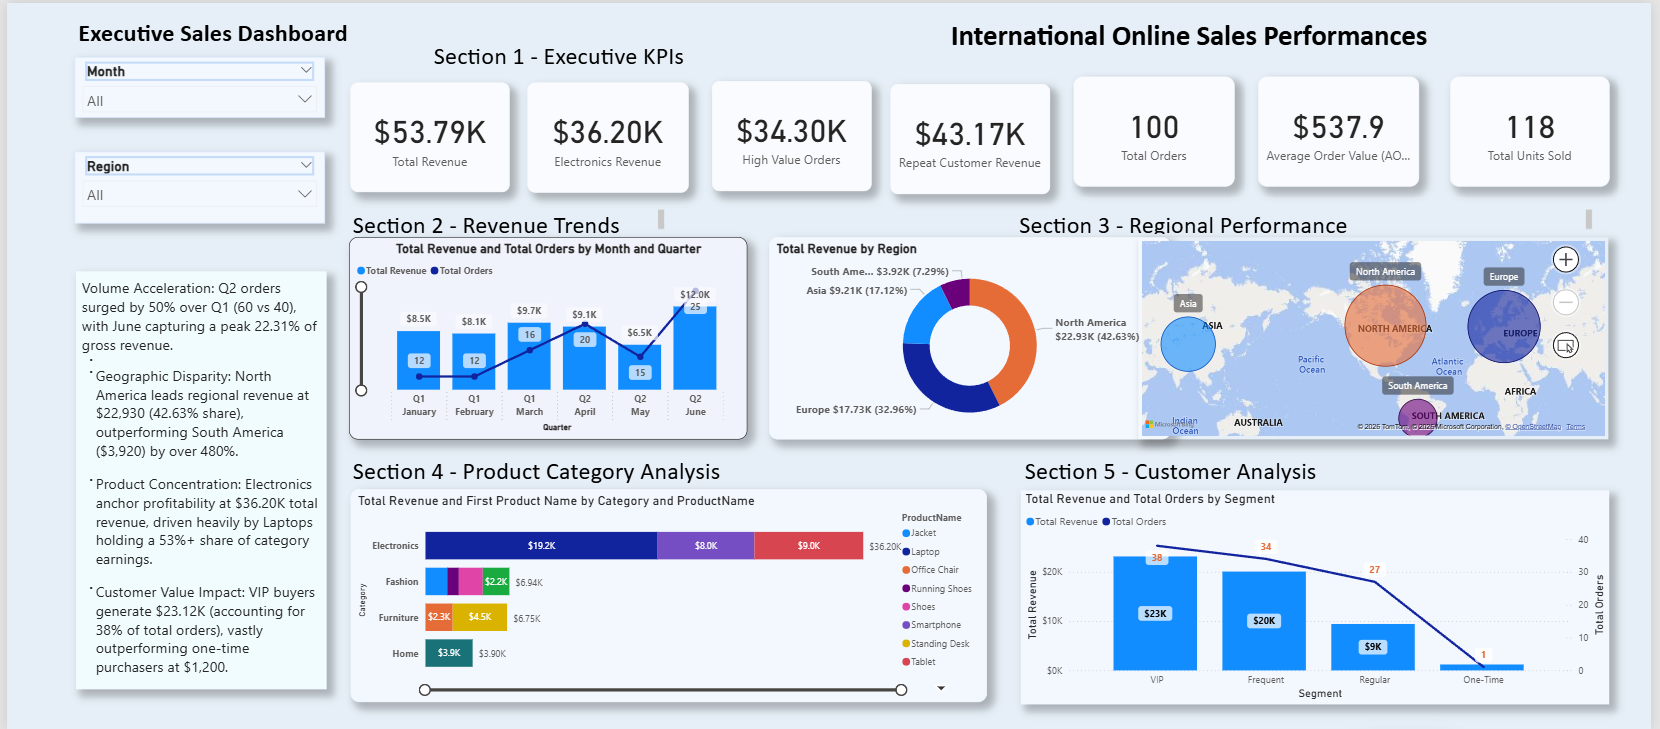 Executive Sales Dashboard
International Online Sales Performances
Section 1 - Executive KPIs
Month
All
Region
All
$53.79K
Total Revenue
$36.20K
Electronics Revenue
$34.30K
High Value Orders
$43.17K
Repeat Customer Revenue
100
Total Orders
$537.9
Average Order Value (AO...
118
Total Units Sold
Volume Acceleration: Q2 orders
surged by 50% over Q1 (60 vs 40),
with June capturing a peak 22.31% of
gross revenue.
Geographic Disparity: North
America leads regional revenue at
$22,930 (42.63% share),
outperforming South America
($3,920) by over 480%.
Product Concentration: Electronics
anchor profitability at $36.20K total
revenue, driven heavily by Laptops
holding a 53%+ share of category
earnings.
Customer Value Impact: VIP buyers
generate $23.12K (accounting for
38% of total orders), vastly
outperforming one-time
purchasers at $1,200.
Section 2 - Revenue Trends
Total Revenue and Total Orders by Month and Quarter
Total Revenue Total Orders
$8.5K $8.1K $9.7K $9.1K $6.5K $12.0K
12 12 16 20 15 25
Q1 Q1 Q1 Q2 Q2 Q2
January February March April May June
Quarter
Section 3 - Regional Performance
Total Revenue by Region
South Ame... $3.92K (7.29%)
Asia $9.21K (17.12%)
North America
$22.93K (42.63%)
Europe $17.73K (32.96%)
North America
Europe
Asia
ASIA
NORTH AMERICA
EUROPE
Pacific
Ocean
Atlantic
Ocean
South America
AFRICA
SOUTH AMERICA
Indian
Ocean
AUSTRALIA
© 2026 TomTom, © 2026 Microsoft Corporation, © OpenStreetMap Terms
Section 4 - Product Category Analysis
Total Revenue and First Product Name by Category and ProductName
Category
Electronics $19.2K $8.0K $9.0K $36.20K
Fashion $2.2K $6.94K
Furniture $2.3K $4.5K $6.75K
Home $3.9K $3.90K
ProductName
Jacket
Laptop
Office Chair
Running Shoes
Shoes
Smartphone
Standing Desk
Tablet
Section 5 - Customer Analysis
Total Revenue and Total Orders by Segment
Total Revenue Total Orders
Total Revenue
$20K
$10K
$0K
38 34 27 1
$23K $20K $9K
40
30
20
10
0
Total Orders
VIP Frequent Regular One-Time
Segment